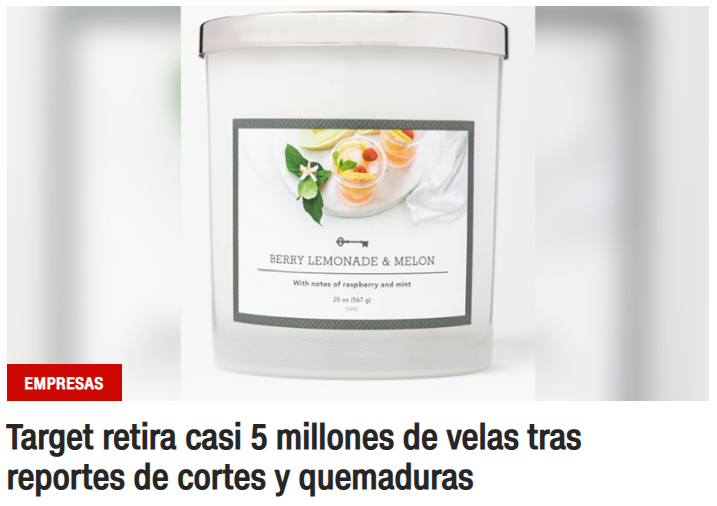 BERRY LEMONADE & MELON
With notes of raspberry and mint
20 oz (567 g)
EMPRESAS
Target retira casi 5 millones de velas tras
reportes de cortes y quemaduras